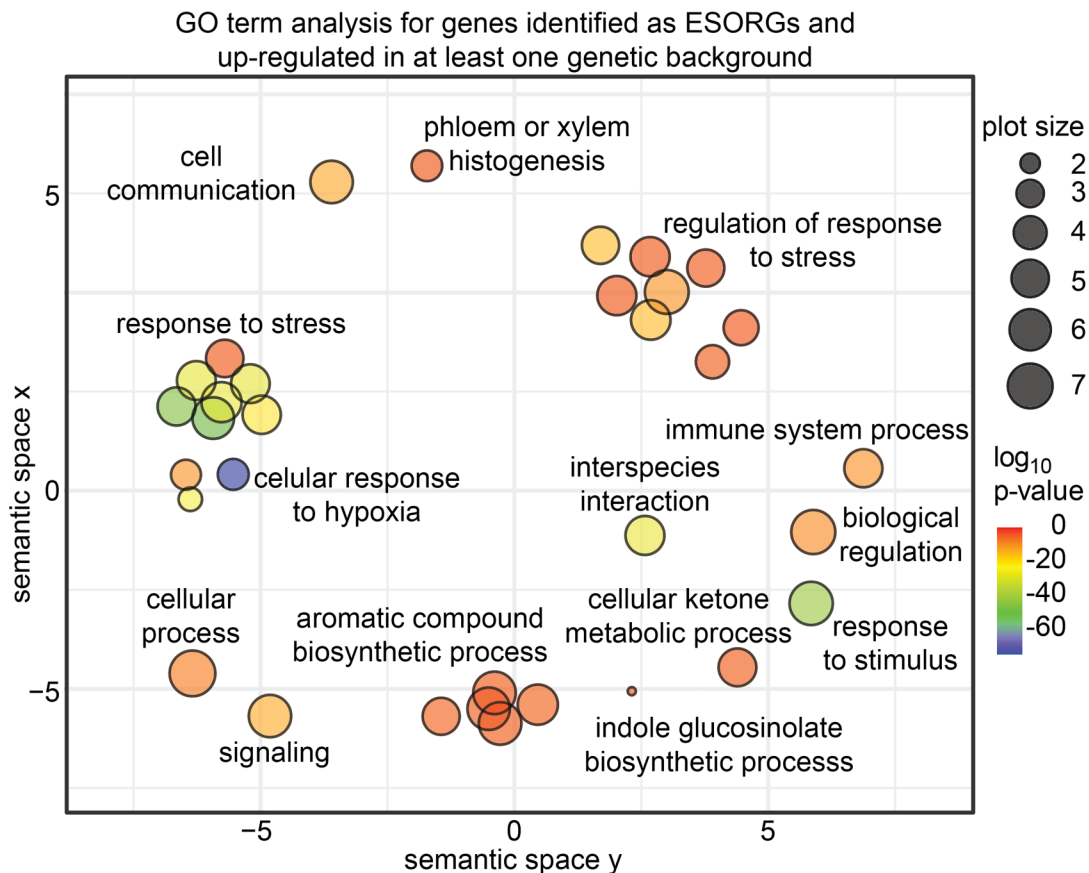 GO term analysis for genes identified as ESORGs and
up-regulated in at least one genetic background
phloem or xylem
histogenesis
cell
communication
regulation of response
to stress
response to stress
immune system process
interspecies
interaction
cellular response
to hypoxia
biological
regulation
cellular
process
aromatic compound
biosynthetic process
cellular ketone
metabolic process
response
to stimulus
signaling
indole glucosinolate
biosynthetic processs
semantic space x
5
0
−5
−5
0
5
semantic space y
plot size
2
3
4
5
6
7
log10
p-value
0
-20
-40
-60